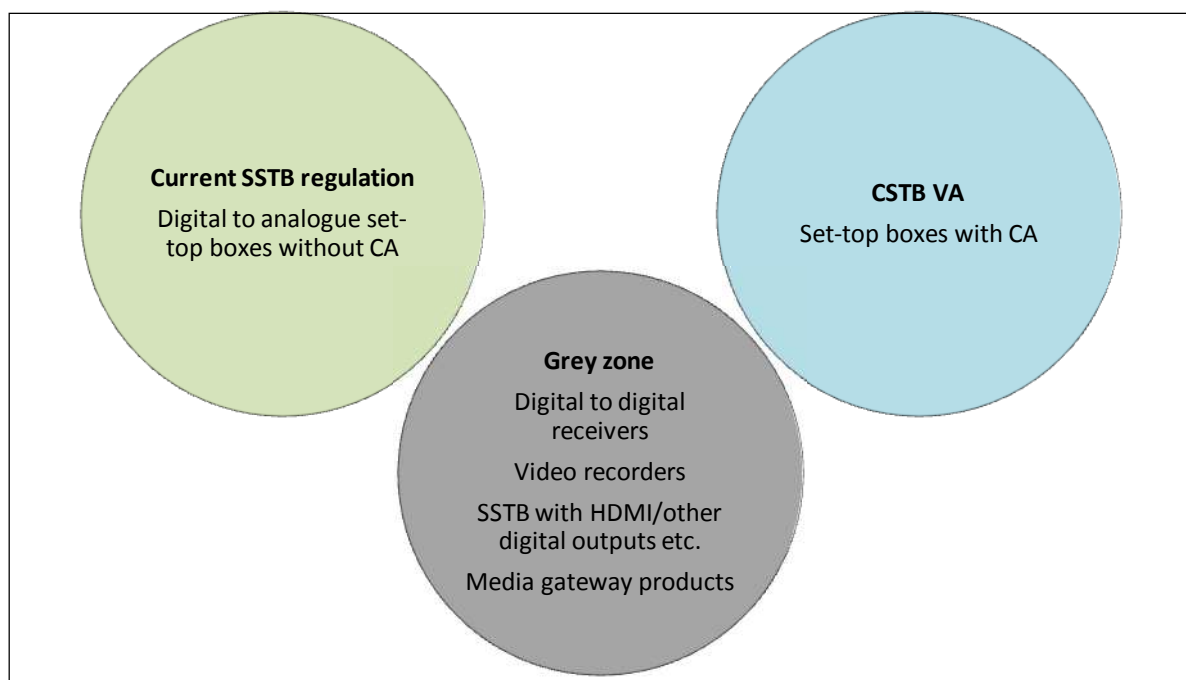 Current SSTB regulation
Digital to analogue set-
top boxes without CA
CSTB VA
Set-top boxes with CA
Grey zone
Digital to digital
receivers
Video recorders
SSTB with HDMI/other
digital outputs etc.
Media gateway products